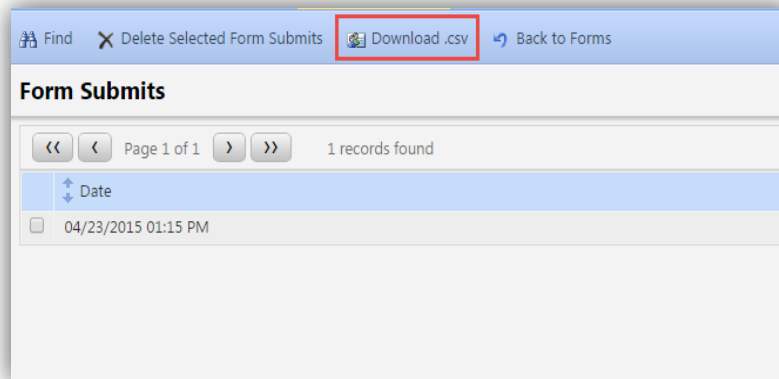 Find Delete Selected Form Submits Download .csv Back to Forms
Form Submits
<< < Page 1 of 1 > >> 1 records found
Date
04/23/2015 01:15 PM